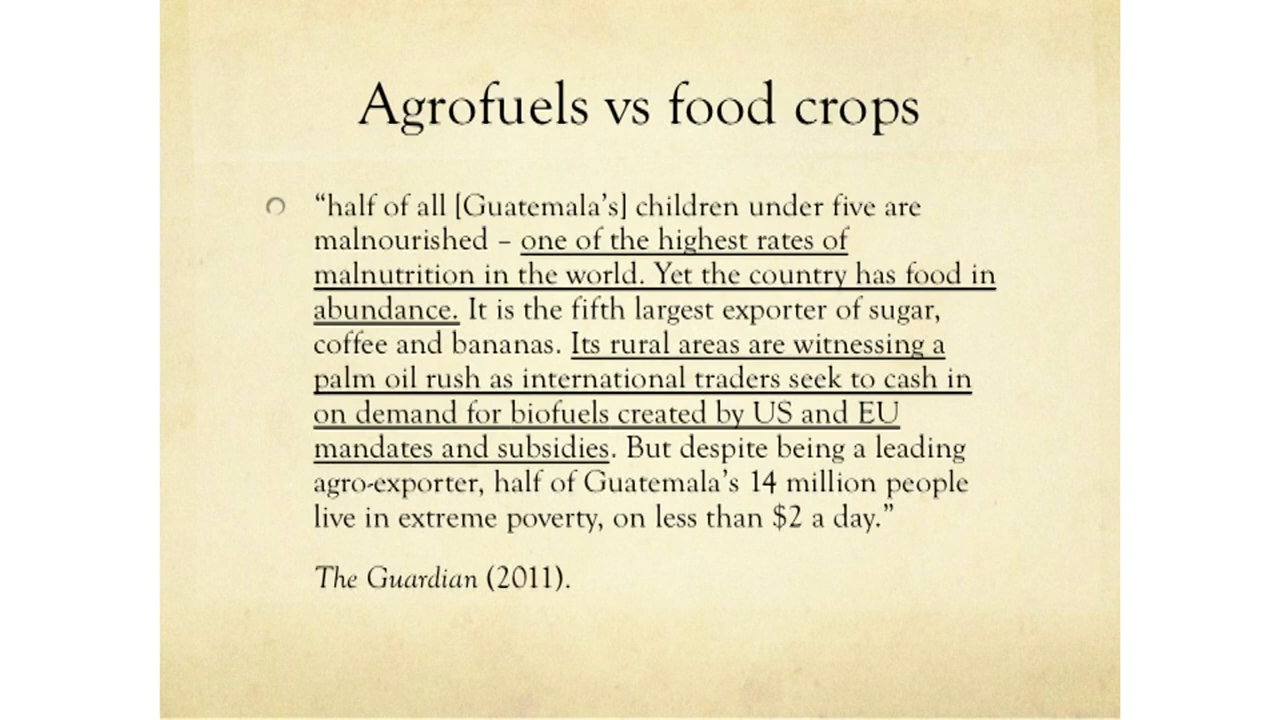 Agrofuels vs food crops
“half of all [Guatemala’s] children under five are
malnourished – one of the highest rates of
malnutrition in the world. Yet the country has food in
abundance. It is the fifth largest exporter of sugar,
coffee and bananas. Its rural areas are witnessing a
palm oil rush as international traders seek to cash in
on demand for biofuels created by US and EU
mandates and subsidies. But despite being a leading
agro-exporter, half of Guatemala’s 14 million people
live in extreme poverty, on less than $2 a day.”
The Guardian (2011).